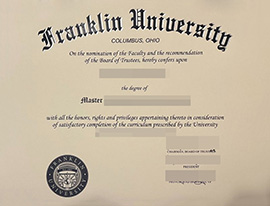 Franklin University
COLUMBUS, OHIO
On the nomination of the Faculty and the recommendation
of the Board of Trustees, hereby confers upon
the degree of
Master
with all the honors, rights and privileges appertaining thereto in consideration
of satisfactory completion of the curriculum prescribed by the University
FRANKLIN
UNIVERSITY